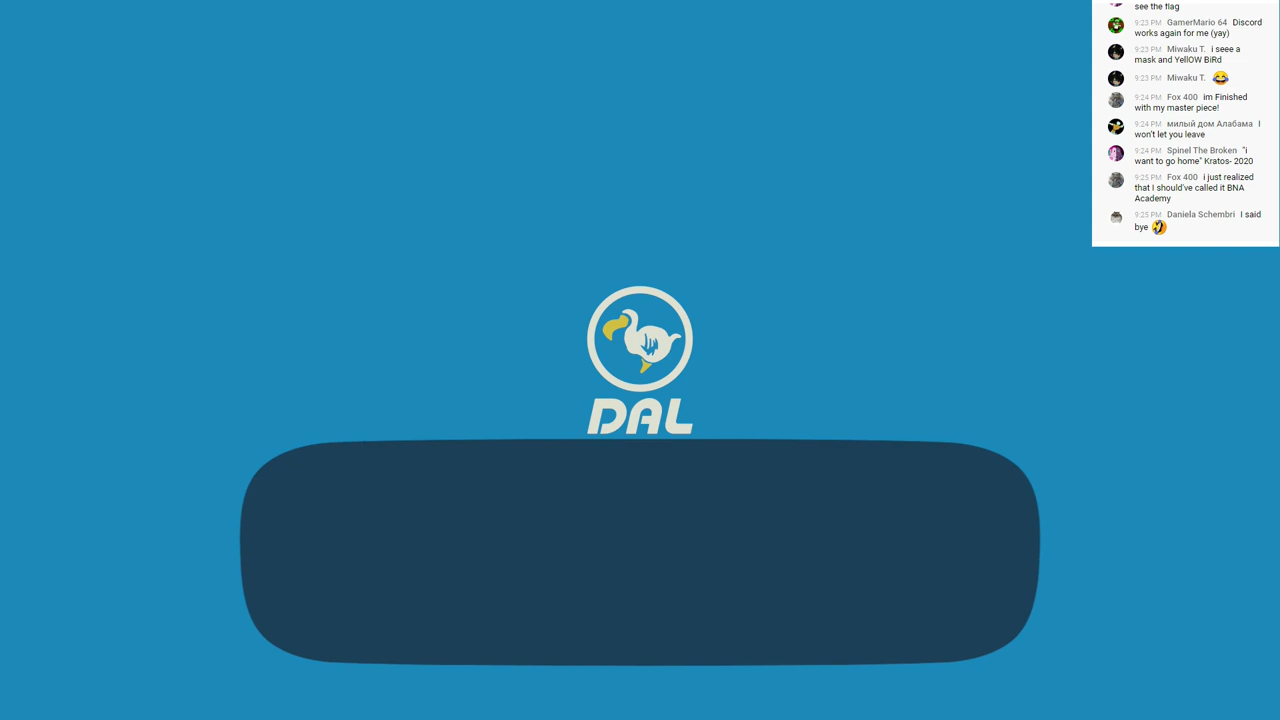 see the flag
9:23 PM GamerMario 64 Discord
works again for me (yay)
9:23 PM Miwaku T. i seee a
mask and YellOW BiRd
9:23 PM Miwaku T. 😂
9:24 PM Fox 400 im Finished
with my master piece!
9:24 PM милый дом Алабама I
won't let you leave
9:24 PM Spinel The Broken "i
want to go home" Kratos- 2020
9:25 PM Fox 400 i just realized
that I should've called it BNA
Academy
9:25 PM Daniela Schembri I said
bye 🤣
DAL